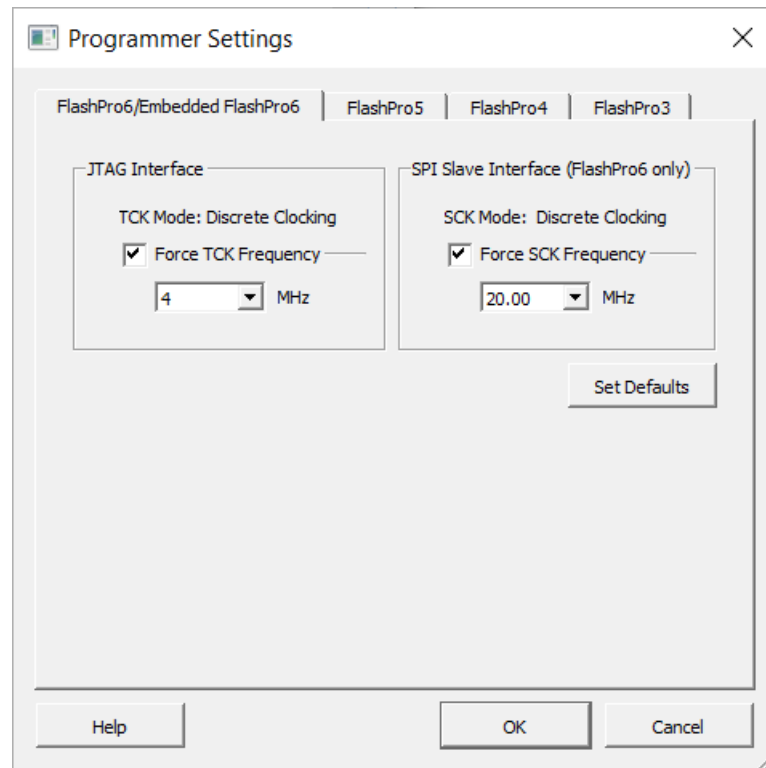 Programmer Settings
FlashPro6/Embedded FlashPro6
FlashPro5
FlashPro4
FlashPro3
JTAG Interface
TCK Mode: Discrete Clocking
Force TCK Frequency
4
MHz
SPI Slave Interface (FlashPro6 only)
SCK Mode: Discrete Clocking
Force SCK Frequency
20.00
MHz
Set Defaults
Help
OK
Cancel